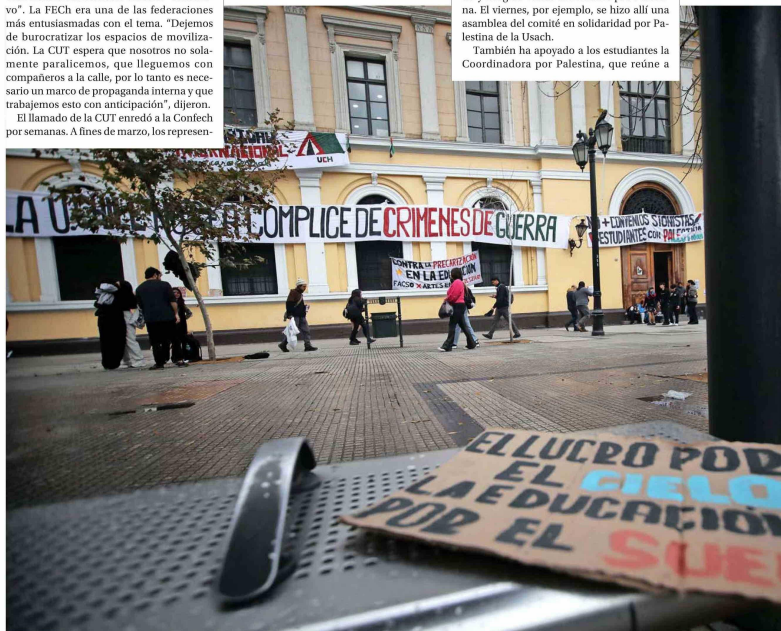 vo”. La FECh era una de las federaciones
más entusiasmadas con el tema. “Dejemos
de burocratizar los espacios de moviliza-
ción. La CUT espera que nosotros no sola-
mente paralicemos, que lleguemos con
compañeros a la calle, por lo tanto es nece-
sario un marco de propaganda interna y que
trabajemos esto con anticipación”, dijeron.
El llamado de la CUT enredó a la Confech
por semanas. A fines de marzo, los represen-
na. El viernes, por ejemplo, se hizo allí una
asamblea del comité en solidaridad por Pa-
lestina de la Usach.
También ha apoyado a los estudiantes la
Coordinadora por Palestina, que reúne a
UCH
COMPLICE DE CRIMENES DE GUERRA
+ CONVENIOS SIONISTAS
ESTUDIANTES CON
CONTRA LA PRECARIZACION
EN LA EDUCACION
FACSO
EL LUCRO POR
EL CIELO
LA EDUCACION
POR EL